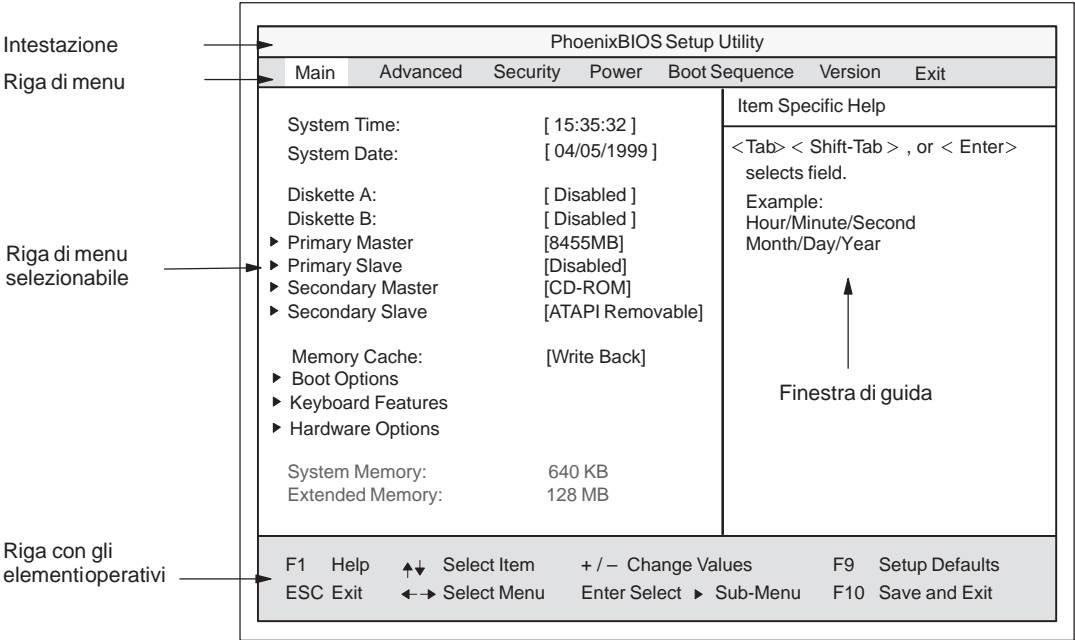 Intestazione
PhoenixBIOS Setup Utility
Riga di menu
Main Advanced Security Power Boot Sequence Version Exit
System Time: [ 15:35:32 ]
System Date: [ 04/05/1999 ]
Diskette A: [ Disabled ]
Diskette B: [ Disabled ]
Riga di menu
selezionabile
Primary Master [8455MB]
Primary Slave [Disabled]
Secondary Master [CD-ROM]
Secondary Slave [ATAPI Removable]
Memory Cache: [Write Back]
Boot Options
Keyboard Features
Hardware Options
System Memory: 640 KB
Extended Memory: 128 MB
Item Specific Help
<Tab> < Shift-Tab > , or < Enter>
selects field.
Example:
Hour/Minute/Second
Month/Day/Year
Finestra di guida
Riga con gli
elementioperativi
F1 Help Select Item + / – Change Values F9 Setup Defaults
ESC Exit Select Menu Enter Select Sub-Menu F10 Save and Exit